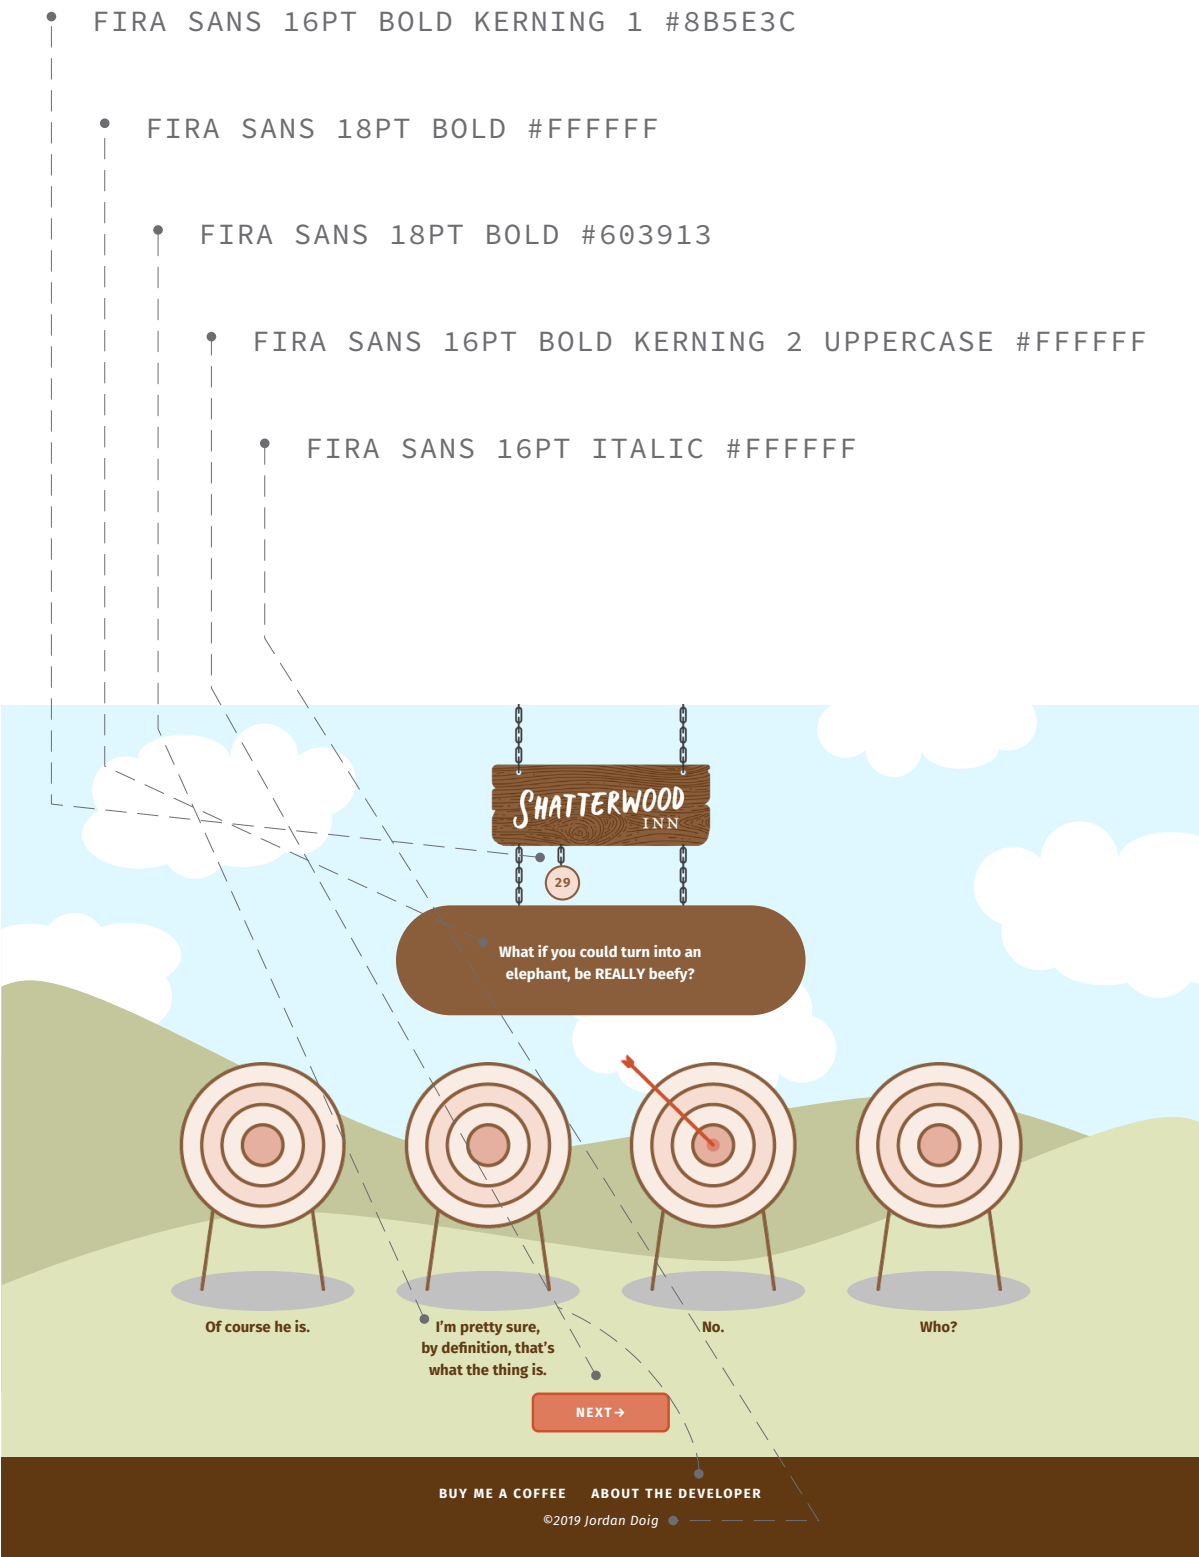 FIRA SANS 16PT BOLD KERNING 1 #8B5E3C
FIRA SANS 18PT BOLD #FFFFFF
FIRA SANS 18PT BOLD #603913
FIRA SANS 16PT BOLD KERNING 2 UPPERCASE #FFFFFF
FIRA SANS 16PT ITALIC #FFFFFF
SHATTERWOOD
INN
29
What if you could turn into an
elephant, be REALLY beefy?
Of course he is.
I'm pretty sure,
by definition, that's
what the thing is.
No.
Who?
NEXT→
BUY ME A COFFEE ABOUT THE DEVELOPER
©2019 Jordan Doig